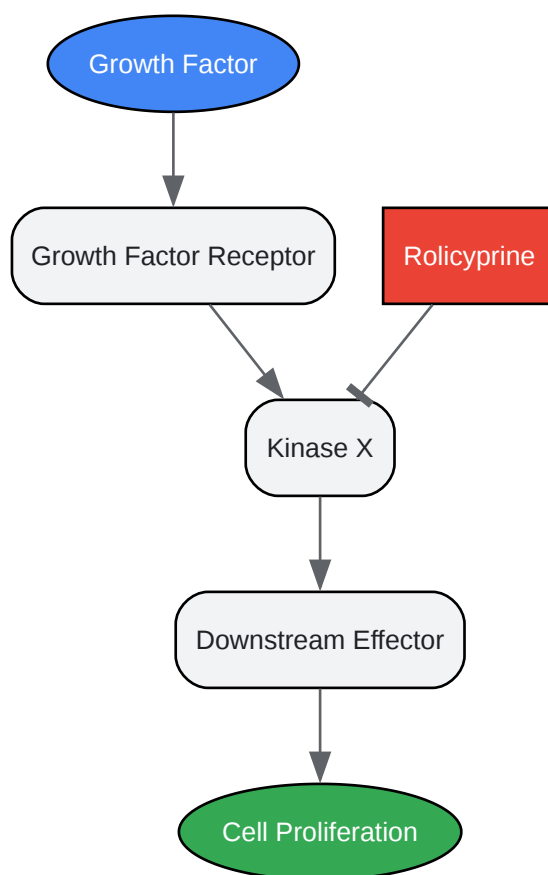 Growth Factor
Growth Factor Receptor
Rolicyprine
Kinase X
Downstream Effector
Cell Proliferation